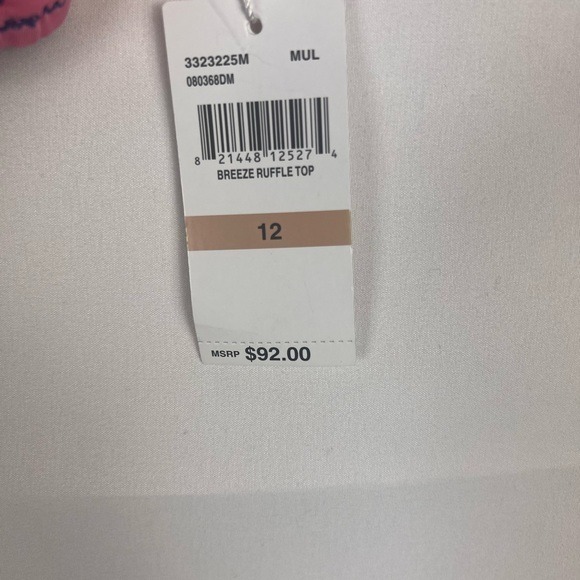 3323225M MUL
080368DM
8 21448 12527 4
BREEZE RUFFLE TOP
12
MSRP $92.00